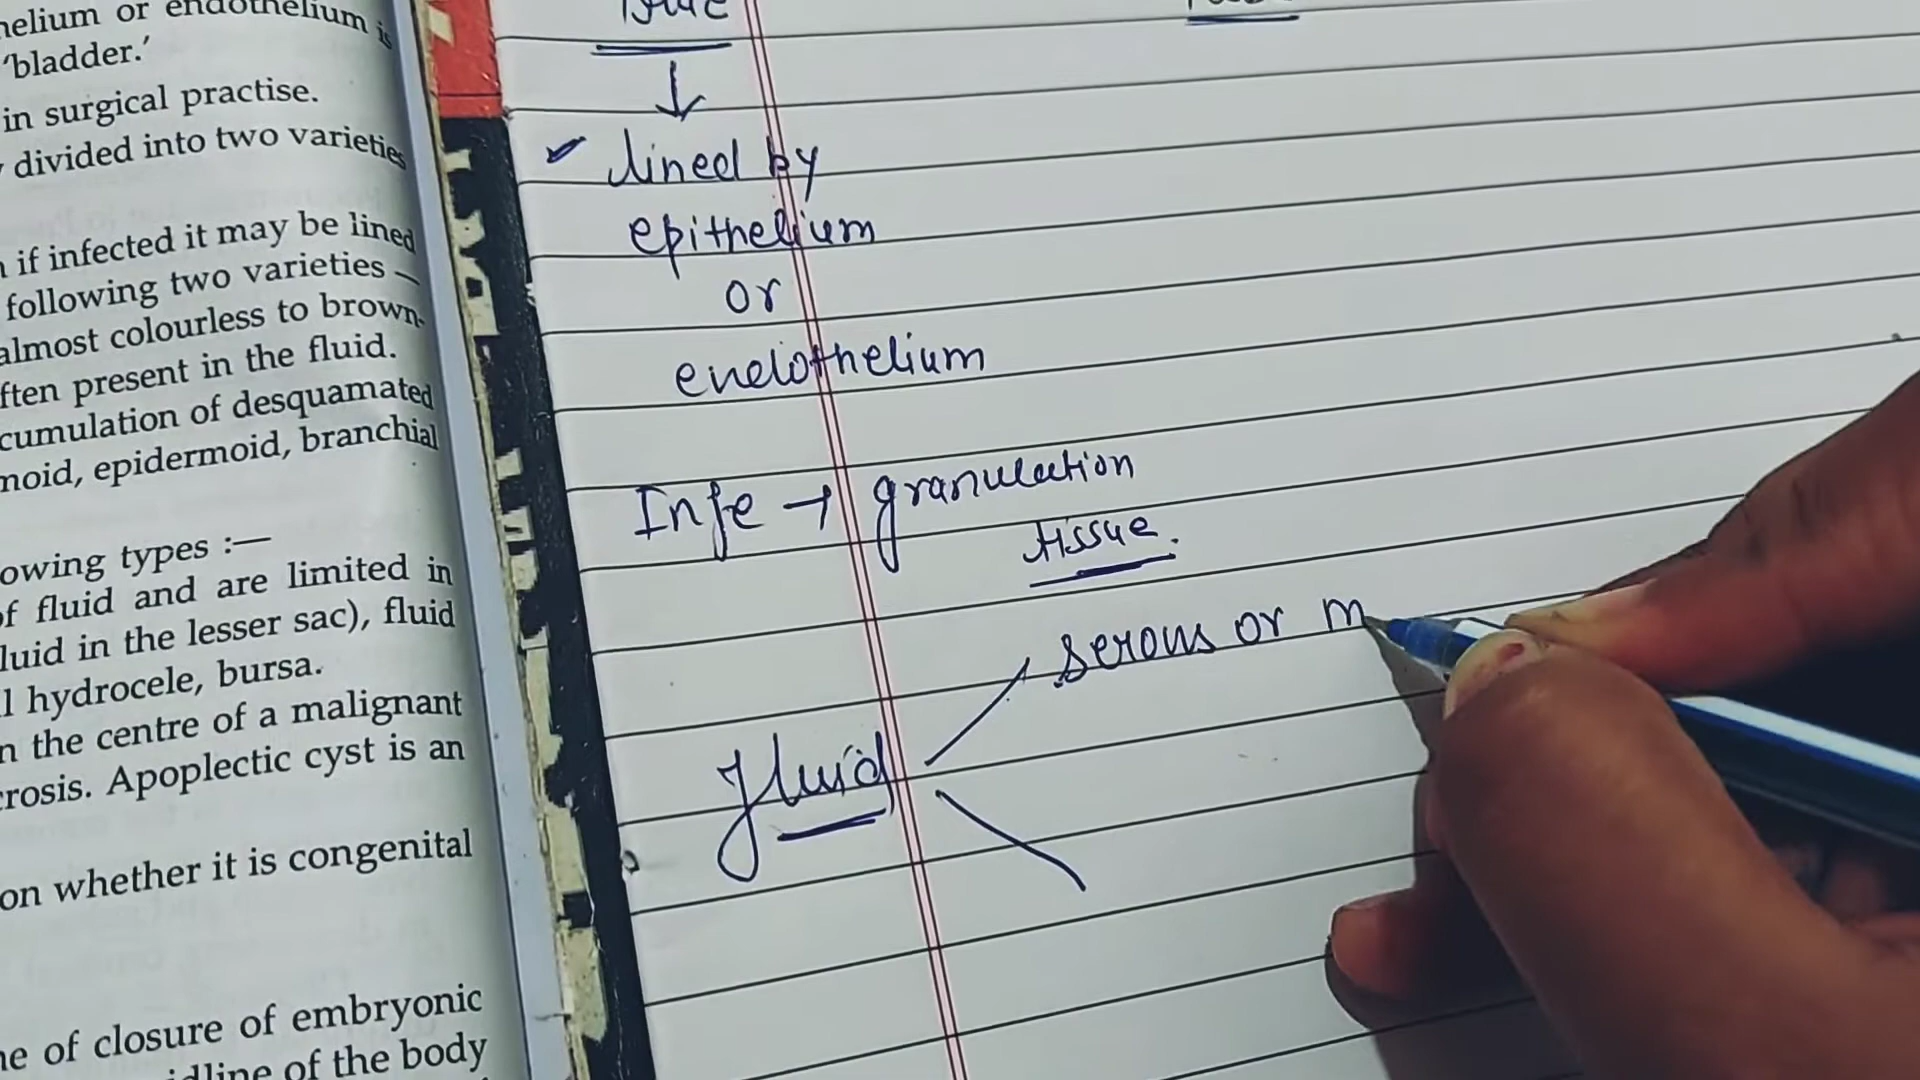 helium or endothelium is
'bladder.'
in surgical practise.
divided into two varieties
if infected it may be lined
following two varieties —
almost colourless to brown-
ften present in the fluid.
cumulation of desquamated
moid, epidermoid, branchial
owing types :—
of fluid and are limited in
luid in the lesser sac), fluid
l hydrocele, bursa.
n the centre of a malignant
crosis. Apoplectic cyst is an
on whether it is congenital
ne of closure of embryonic
idline of the body
✓ lined by
epithelium
or
endothelium
Infe → granulation
tissue.
serous or m
fluid